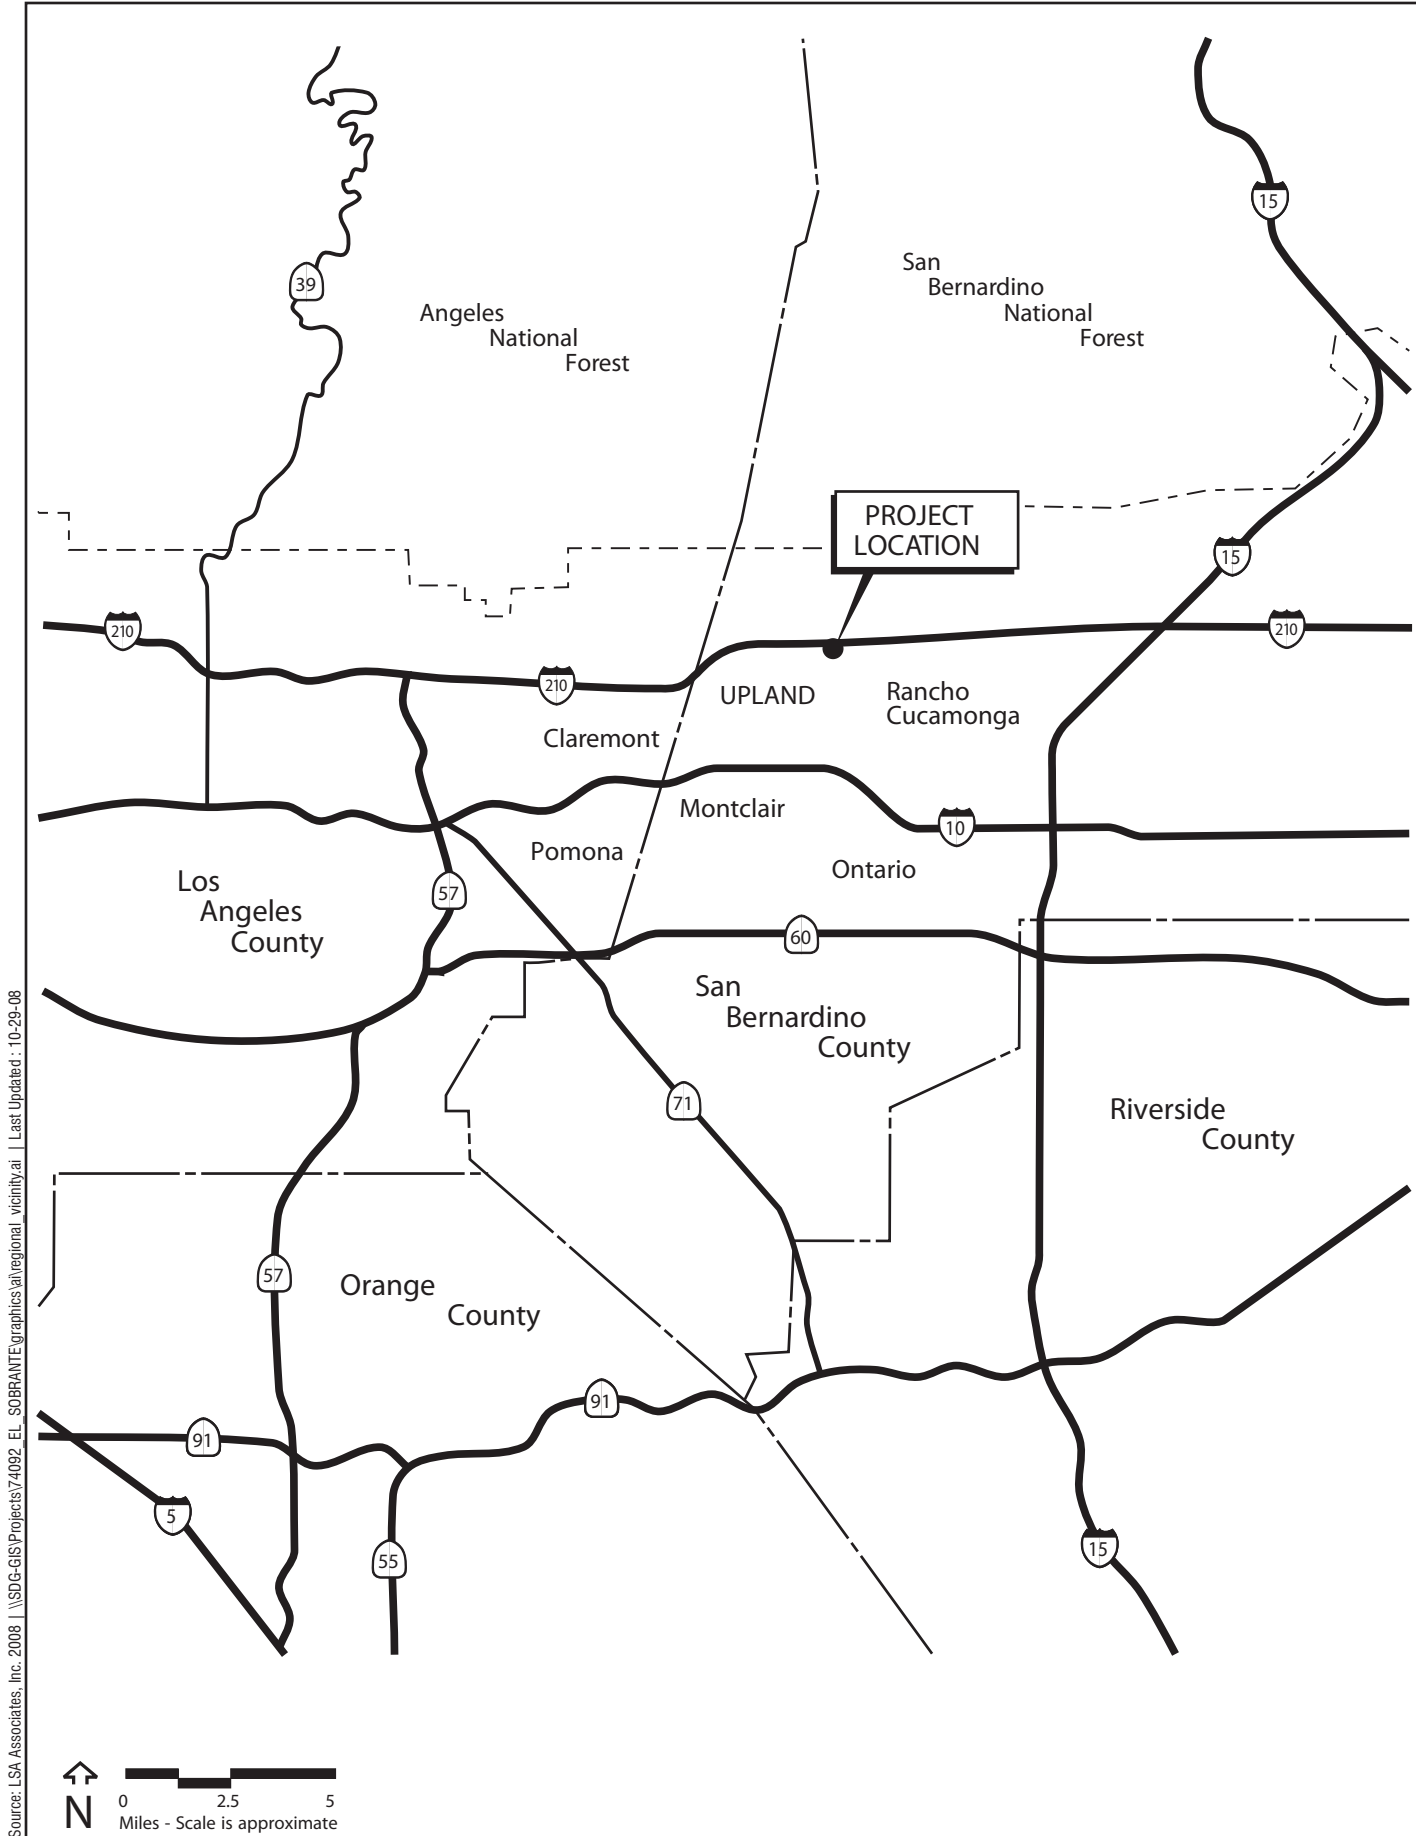 15
39
San
Bernardino
National
Forest
Angeles
National
Forest
PROJECT
LOCATION
15
210
210
210
UPLAND
Rancho
Cucamonga
Claremont
Montclair
10
Pomona
Ontario
57
Los
Angeles
County
60
San
Bernardino
County
71
Riverside
County
57
Orange
County
91
91
5
55
15
N
0 2.5 5
Miles - Scale is approximate
Source: LSA Associates, Inc. 2008 | \\SDG-GIS\Projects\74092_EL_SOBRANTE\graphics\ai\regional_vicinity.ai | Last Updated : 10-29-08